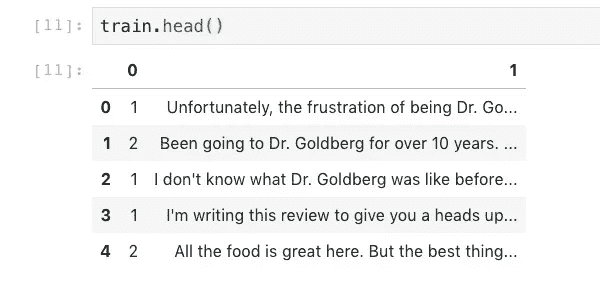 [11]: train.head()
[11]: 0 1
0 1 Unfortunately, the frustration of being Dr. Go...
1 2 Been going to Dr. Goldberg for over 10 years. ...
2 1 I don't know what Dr. Goldberg was like before...
3 1 I'm writing this review to give you a heads up...
4 2 All the food is great here. But the best thing...